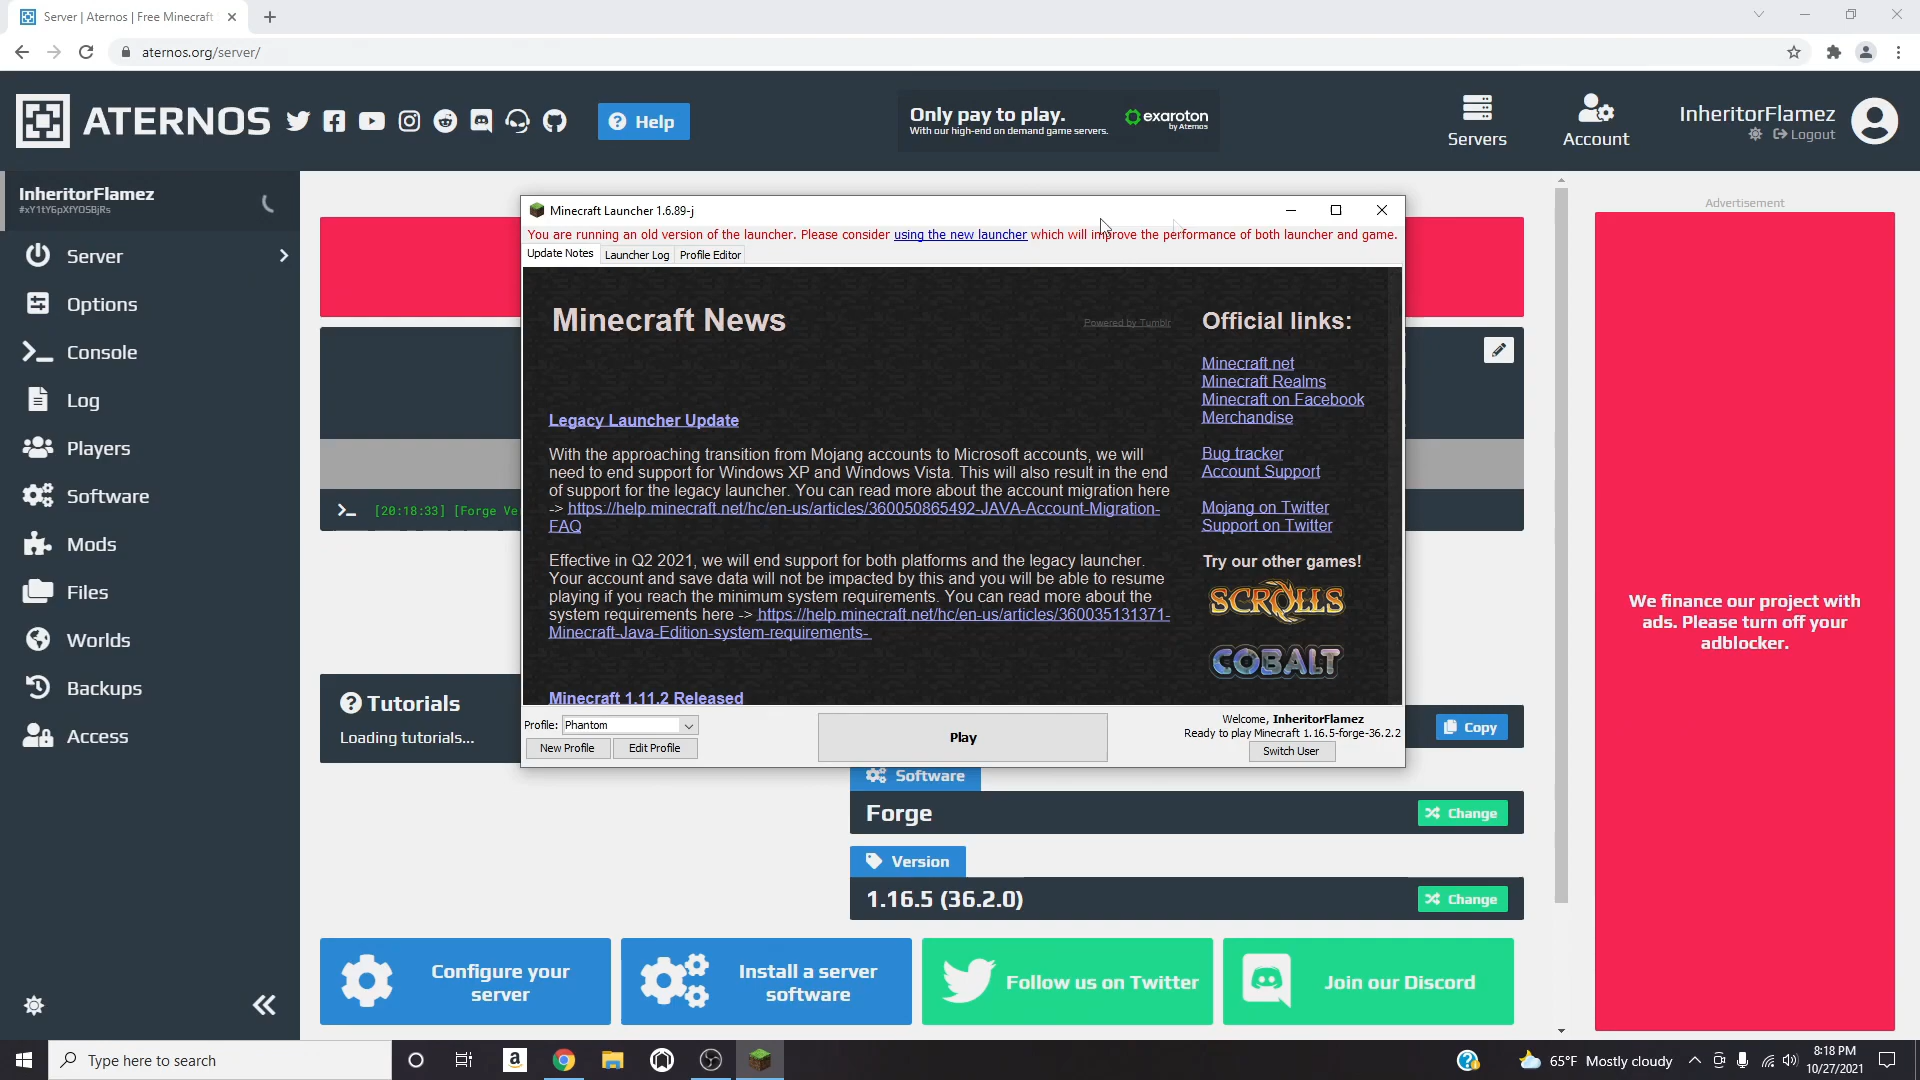 Server | Aternos | Free Minecraft
aternos.org/server/
ATERNOS
Help
Only pay to play.
With our high-end on demand game servers.
exaroton
by Aternos
Servers
Account
InheritorFlamez
Logout
InheritorFlamez
#xY1tY6pXfYOSBjRs
Server
Options
Console
Log
Players
Software
Mods
Files
Worlds
Backups
Access
Minecraft Launcher 1.6.89-j
You are running an old version of the launcher. Please consider using the new launcher which will improve the performance of both launcher and game.
Update Notes
Launcher Log
Profile Editor
Minecraft News
Powered by Tumblr
Legacy Launcher Update
With the approaching transition from Mojang accounts to Microsoft accounts, we will
need to end support for Windows XP and Windows Vista. This will also result in the end
of support for the legacy launcher. You can read more about the account migration here
-> https://help.minecraft.net/hc/en-us/articles/360050865492-JAVA-Account-Migration-
FAQ
Effective in Q2 2021, we will end support for both platforms and the legacy launcher.
Your account and save data will not be impacted by this and you will be able to resume
playing if you reach the minimum system requirements. You can read more about the
system requirements here -> https://help.minecraft.net/hc/en-us/articles/360035131371-
Minecraft-Java-Edition-system-requirements-
Minecraft 1.11.2 Released
Official links:
Minecraft.net
Minecraft Realms
Minecraft on Facebook
Merchandise
Bug tracker
Account Support
Mojang on Twitter
Support on Twitter
Try our other games!
SCROLLS
COBALT
Profile: Phantom
New Profile
Edit Profile
Play
Welcome, InheritorFlamez
Ready to play Minecraft 1.16.5-forge-36.2.2
Switch User
[20:18:33] [Forge Ve
Tutorials
Loading tutorials...
Copy
Software
Forge
Change
Version
1.16.5 (36.2.0)
Change
Configure your
server
Install a server
software
Follow us on Twitter
Join our Discord
Advertisement
We finance our project with
ads. Please turn off your
adblocker.
Type here to search
65°F Mostly cloudy
8:18 PM
10/27/2021